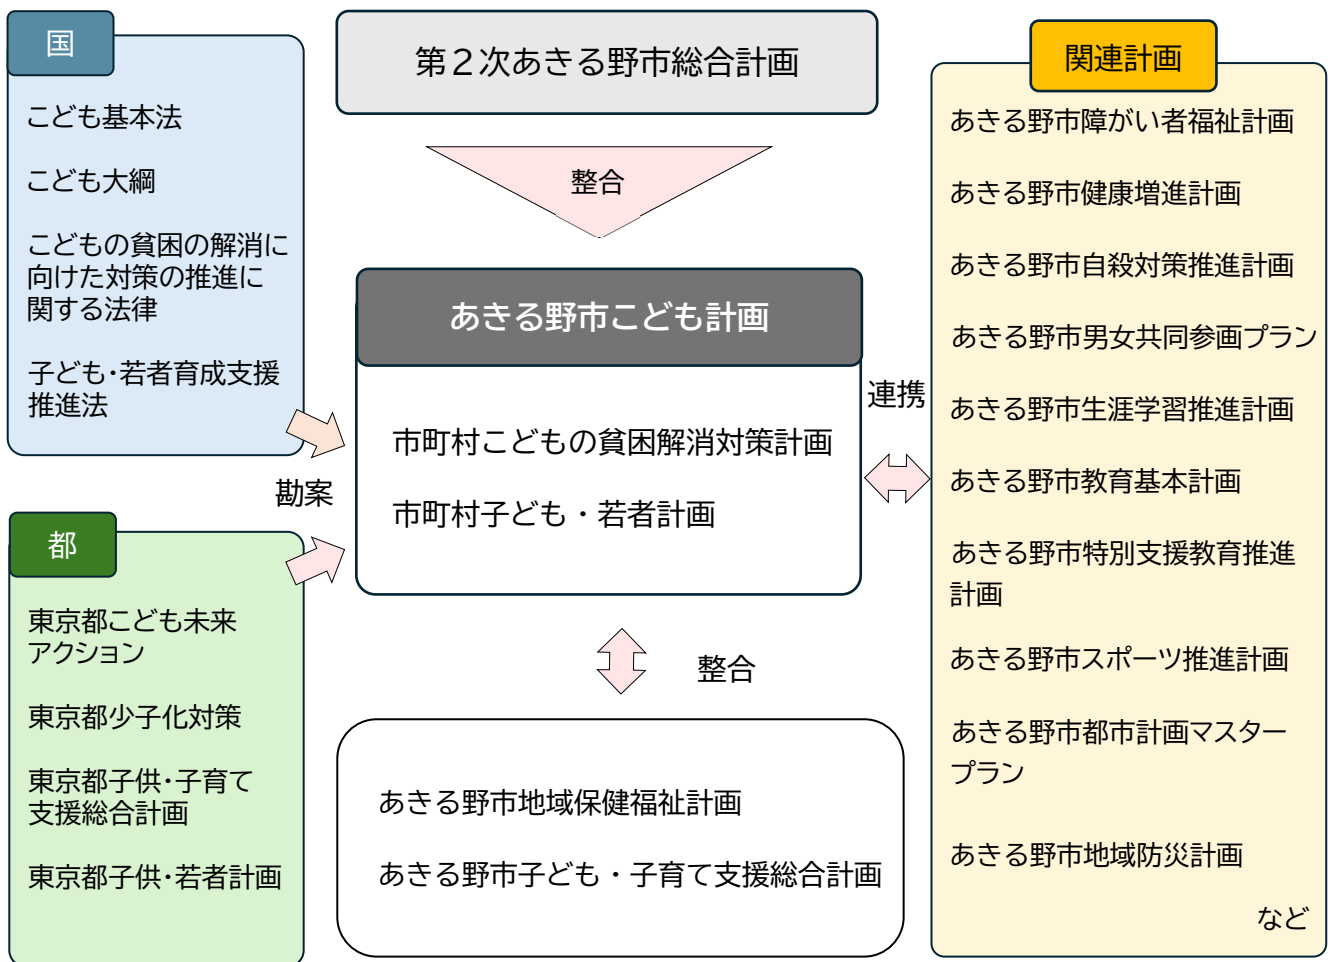 国
こども基本法
こども大綱
こどもの貧困の解消に
向けた対策の推進に
関する法律
子ども・若者育成支援
推進法
勘案
都
東京都こども未来
アクション
東京都少子化対策
東京都子供・子育て
支援総合計画
東京都子供・若者計画
第２次あきる野市総合計画
整合
あきる野市こども計画
市町村こどもの貧困解消対策計画
市町村子ども・若者計画
整合
あきる野市地域保健福祉計画
あきる野市子ども・子育て支援総合計画
連携
関連計画
あきる野市障がい者福祉計画
あきる野市健康増進計画
あきる野市自殺対策推進計画
あきる野市男女共同参画プラン
あきる野市生涯学習推進計画
あきる野市教育基本計画
あきる野市特別支援教育推進
計画
あきる野市スポーツ推進計画
あきる野市都市計画マスター
プラン
あきる野市地域防災計画
など